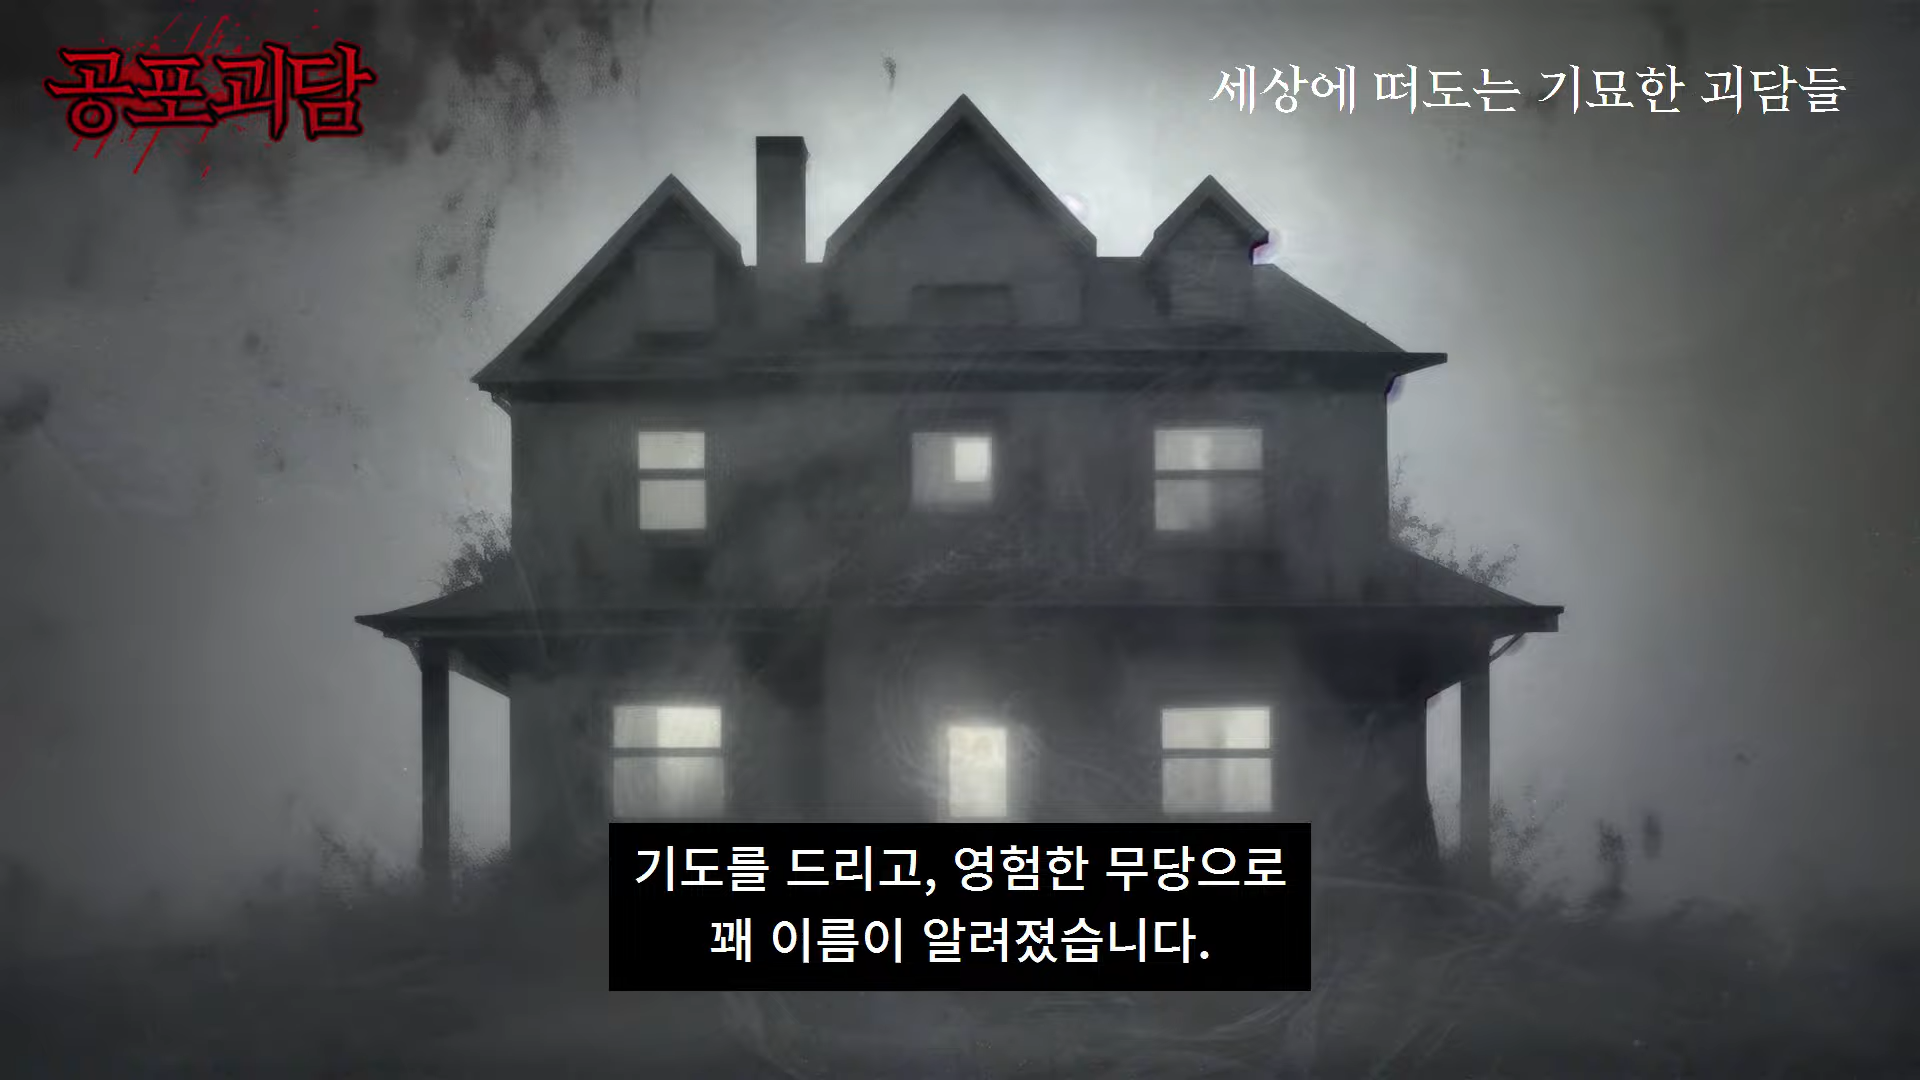 공포괴담
세상에 떠도는 기묘한 괴담들
기도를 드리고, 영험한 무당으로
꽤 이름이 알려졌습니다.